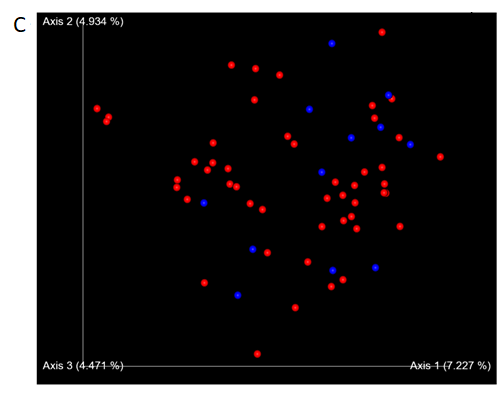 C
Axis 2 (4.934 %)
Axis 3 (4.471 %)
Axis 1 (7.227 %)